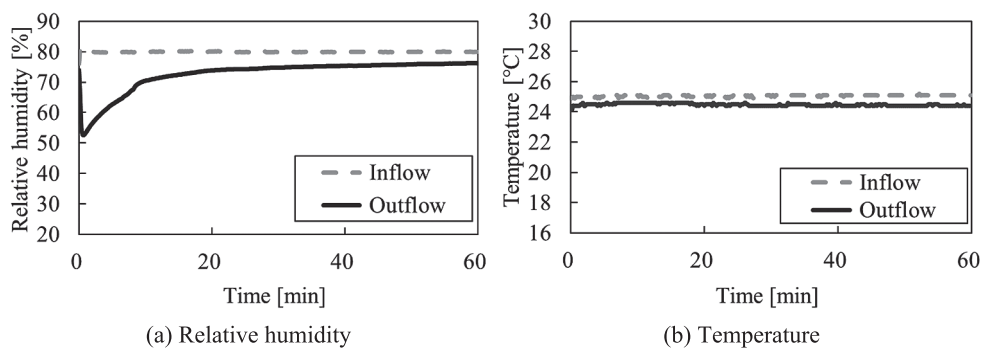 90
80
70
60
50
40
30
20
Relative humidity [%]
Inflow
Outflow
0 20 40 60
Time [min]
(a) Relative humidity
30
28
26
24
22
20
18
16
Temperature [°C]
Inflow
Outflow
0 20 40 60
Time [min]
(b) Temperature